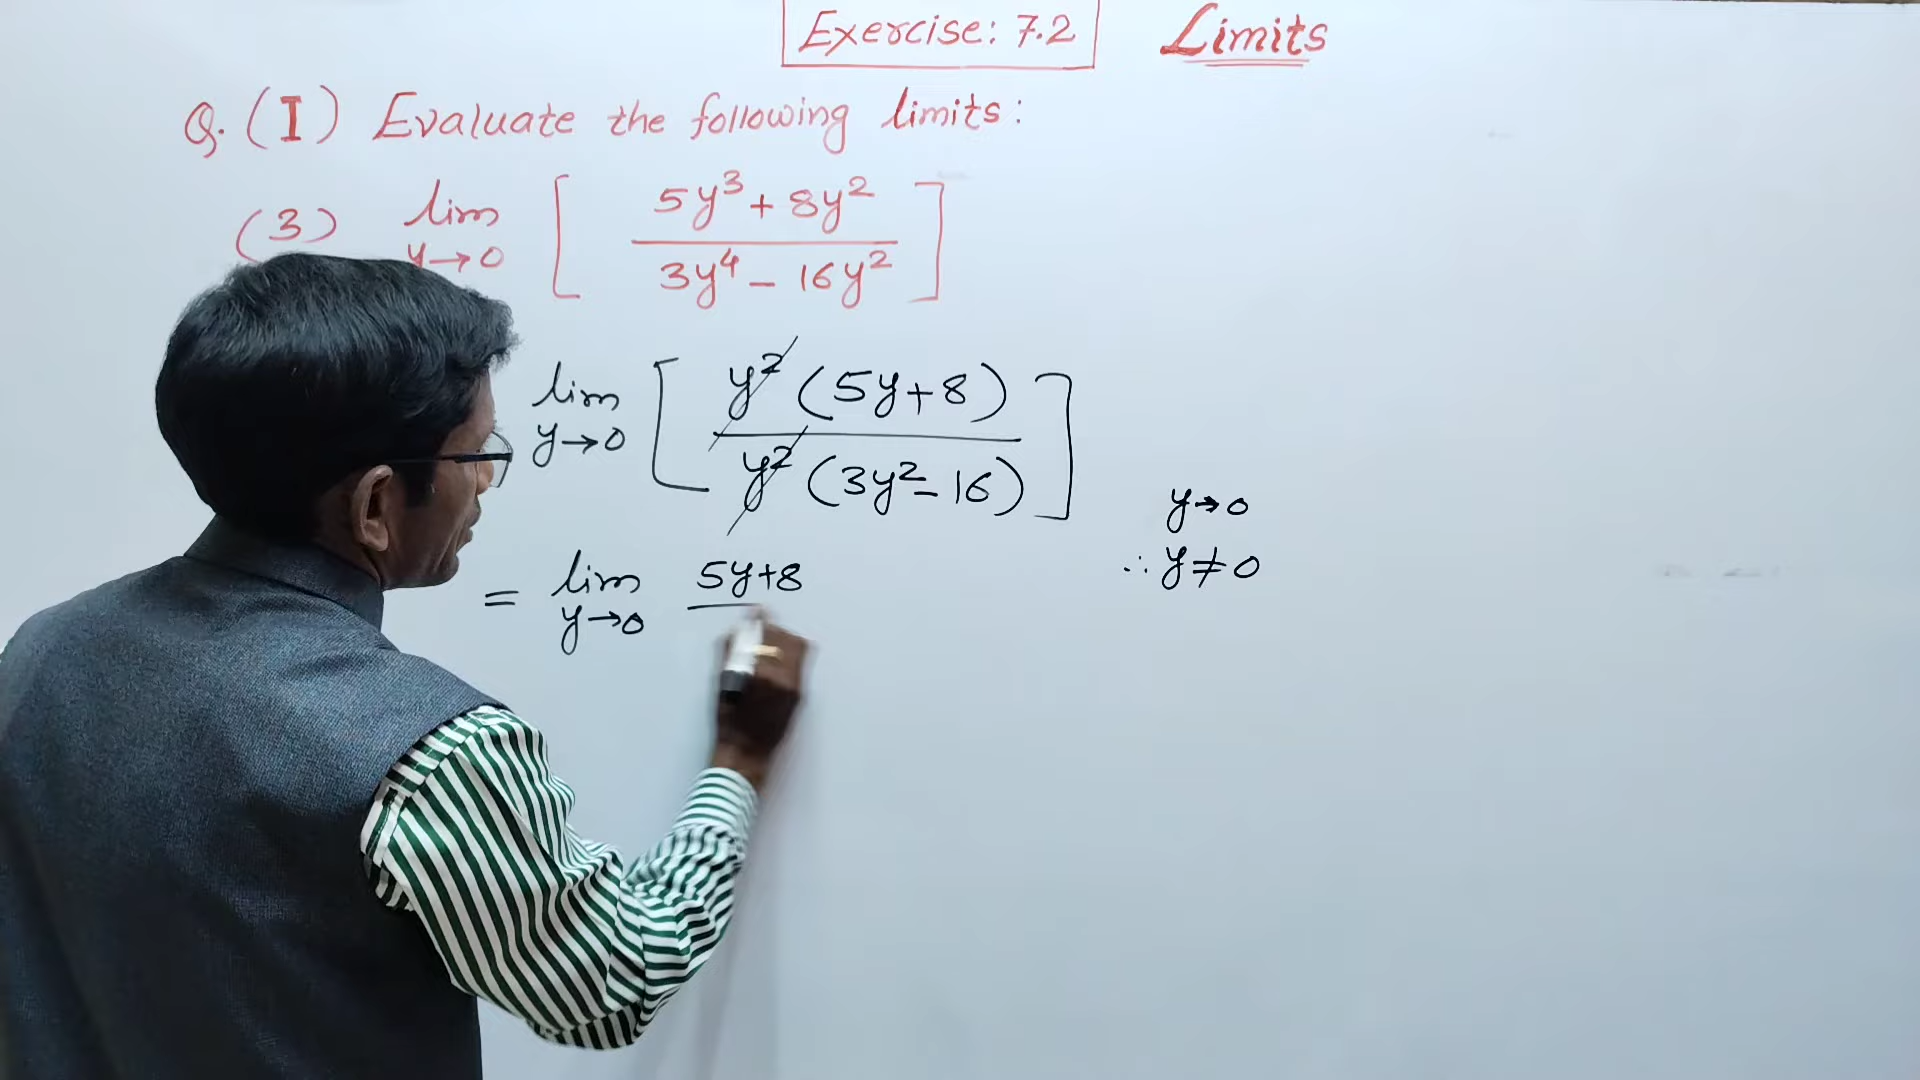 Exercise: 7.2 Limits
Q. (I) Evaluate the following limits:
(3) lim y→0 [ 5y³ + 8y² / 3y⁴ - 16y² ]
lim y→0 [ y² (5y+8) / y² (3y² - 16) ]
y→0
∴ y ≠ 0
= lim y→0 5y+8